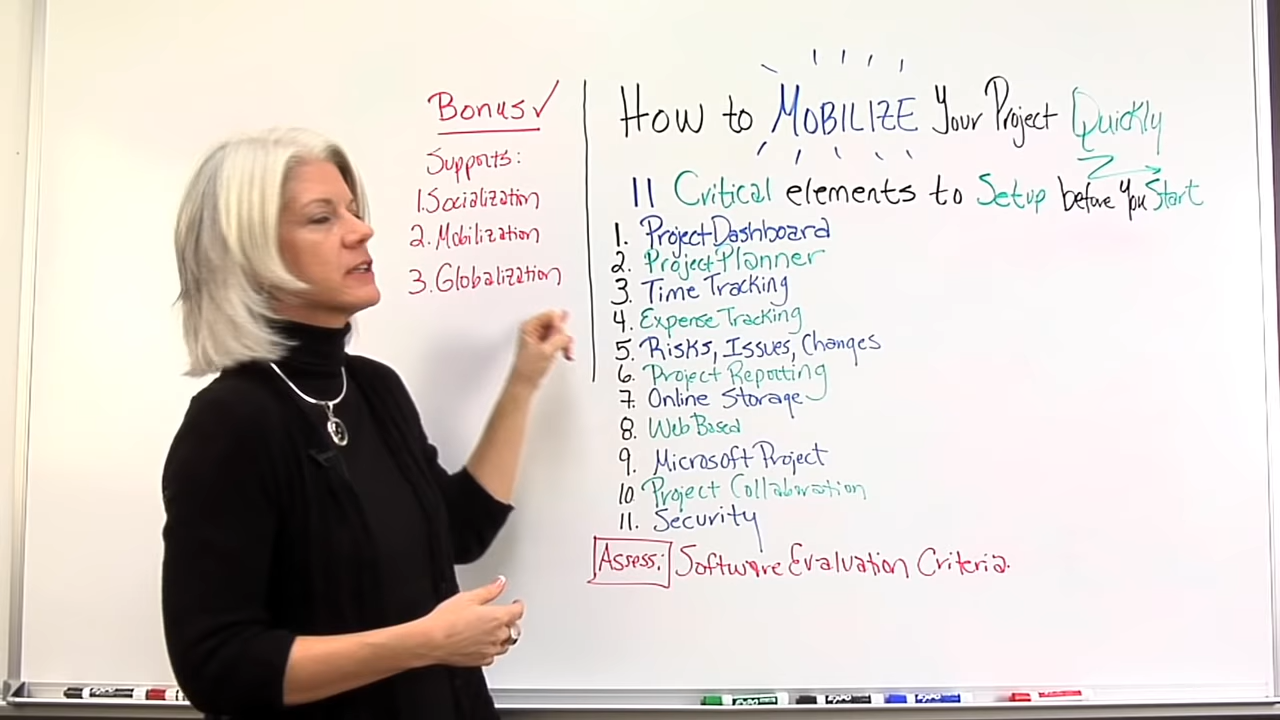 Bonus ✓
Supports:
1. Socialization
2. Mobilization
3. Globalization
How to MOBILIZE Your Project Quickly
11 Critical elements to Setup before You Start
1. Project Dashboard
2. Project Planner
3. Time Tracking
4. Expense Tracking
5. Risks, Issues, Changes
6. Project Reporting
7. Online Storage
8. Web Based
9. Microsoft Project
10 Project Collaboration
11. Security
Assess: Software Evaluation Criteria.